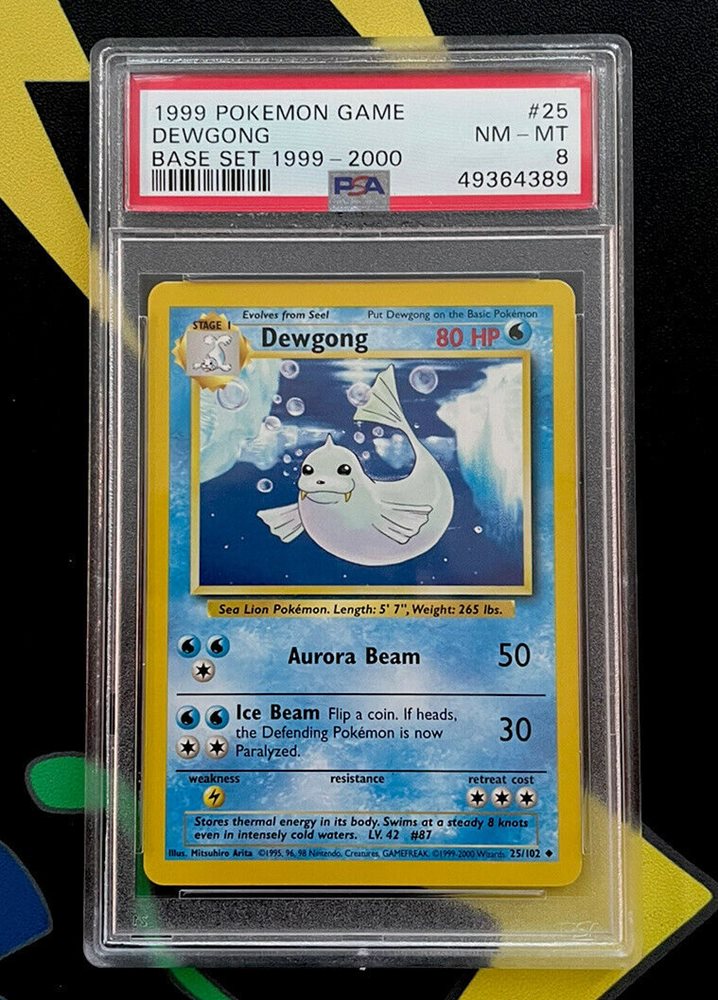 1999 POKEMON GAME #25
DEWGONG NM - MT
BASE SET 1999 - 2000 8
PSA 49364389
Evolves from Seel Put Dewgong on the Basic Pokémon
STAGE 1
Dewgong 80 HP
Sea Lion Pokémon. Length: 5' 7", Weight: 265 lbs.
Aurora Beam 50
Ice Beam Flip a coin. If heads,
the Defending Pokémon is now 30
Paralyzed.
weakness resistance retreat cost
Stores thermal energy in its body. Swims at a steady 8 knots
even in intensely cold waters. LV. 42 #87
Illus. Mitsuhiro Arita ©1995, 96, 98 Nintendo, Creatures, GAMEFREAK. ©1999-2000 Wizards. 25/102